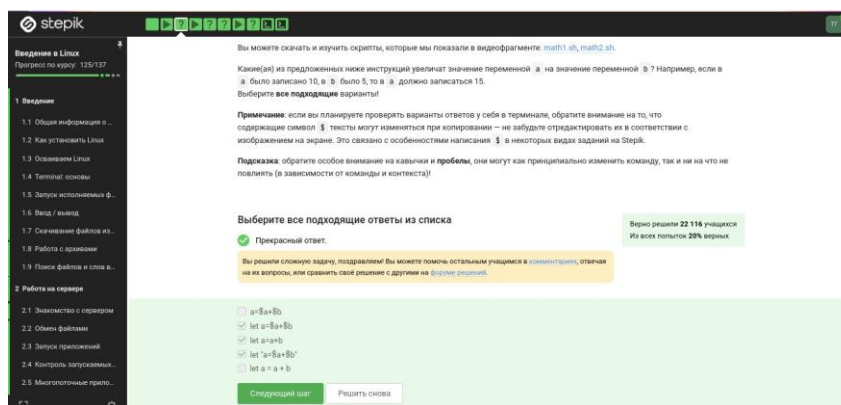 stepik
Введение в Linux
Прогресс по курсу: 125/137
1 Введение
1.1 Общая информация о ...
1.2 Как установить Linux
1.3 Осваиваем Linux
1.4 Terminal: основы
1.5 Запуск исполняемых ф...
1.6 Ввод / вывод
1.7 Скачивание файлов из...
1.8 Работа с архивами
1.9 Поиск файлов и слов в...
2 Работа на сервере
2.1 Знакомство с сервером
2.2 Обмен файлами
2.3 Запуск приложений
2.4 Контроль запускаемых...
2.5 Многопоточные прило...
Вы можете скачать и изучить скрипты, которые мы показали в видеофрагменте: math1.sh, math2.sh.
Какие(ая) из предложенных ниже инструкций увеличат значение переменной a на значение переменной b ? Например, если в
a было записано 10, а в b было 5, то в a должно записаться 15.
Выберите все подходящие варианты!
Примечание: если вы планируете проверять варианты ответов у себя в терминале, обратите внимание на то, что
содержащие символ $ тексты могут изменяться при копировании — не забудьте отредактировать их в соответствии с
изображением на экране. Это связано с особенностями написания $ в некоторых видах заданий на Stepik.
Подсказка: обратите особое внимание на кавычки и пробелы, они могут как принципиально изменить команду, так и ни на что не
повлиять (в зависимости от команды и контекста)!
Выберите все подходящие ответы из списка
Прекрасный ответ.
Верно решили 22 116 учащихся
Из всех попыток 20% верных
Вы решили сложную задачу, поздравляем! Вы можете помочь остальным учащимся в комментариях, отвечая
на их вопросы, или сравнить своё решение с другими на форуме решений.
a=$a+$b
let a=$a+$b
let a=a+b
let "a=$a+$b"
let a = a + b
Следующий шаг
Решить снова